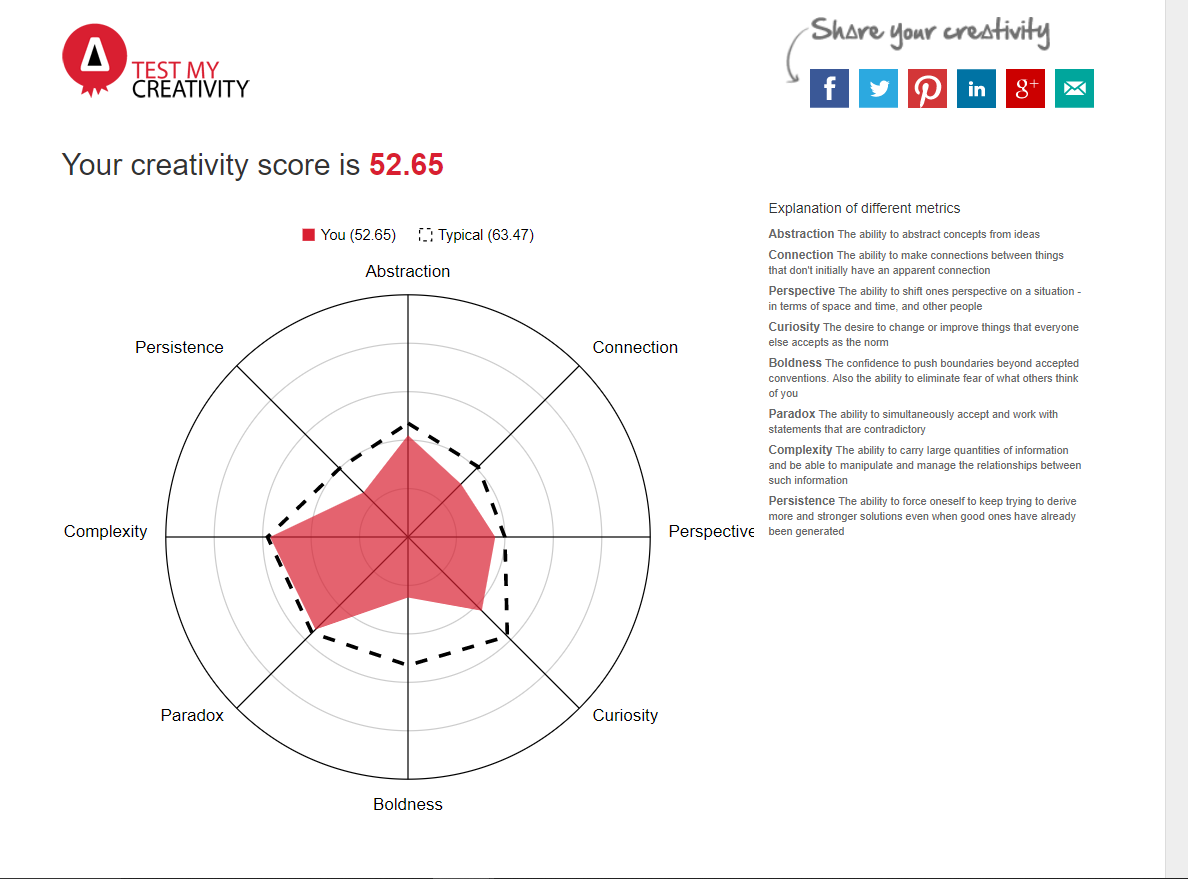 Share your creativity
TEST MY
CREATIVITY
f in g+
Your creativity score is 52.65
You (52.65) Typical (63.47)
Abstraction
Persistence
Connection
Complexity
Perspective
Paradox
Curiosity
Boldness
Explanation of different metrics
Abstraction The ability to abstract concepts from ideas
Connection The ability to make connections between things
that don't initially have an apparent connection
Perspective The ability to shift ones perspective on a situation -
in terms of space and time, and other people
Curiosity The desire to change or improve things that everyone
else accepts as the norm
Boldness The confidence to push boundaries beyond accepted
conventions. Also the ability to eliminate fear of what others think
of you
Paradox The ability to simultaneously accept and work with
statements that are contradictory
Complexity The ability to carry large quantities of information
and be able to manipulate and manage the relationships between
such information
Persistence The ability to force oneself to keep trying to derive
more and stronger solutions even when good ones have already
been generated